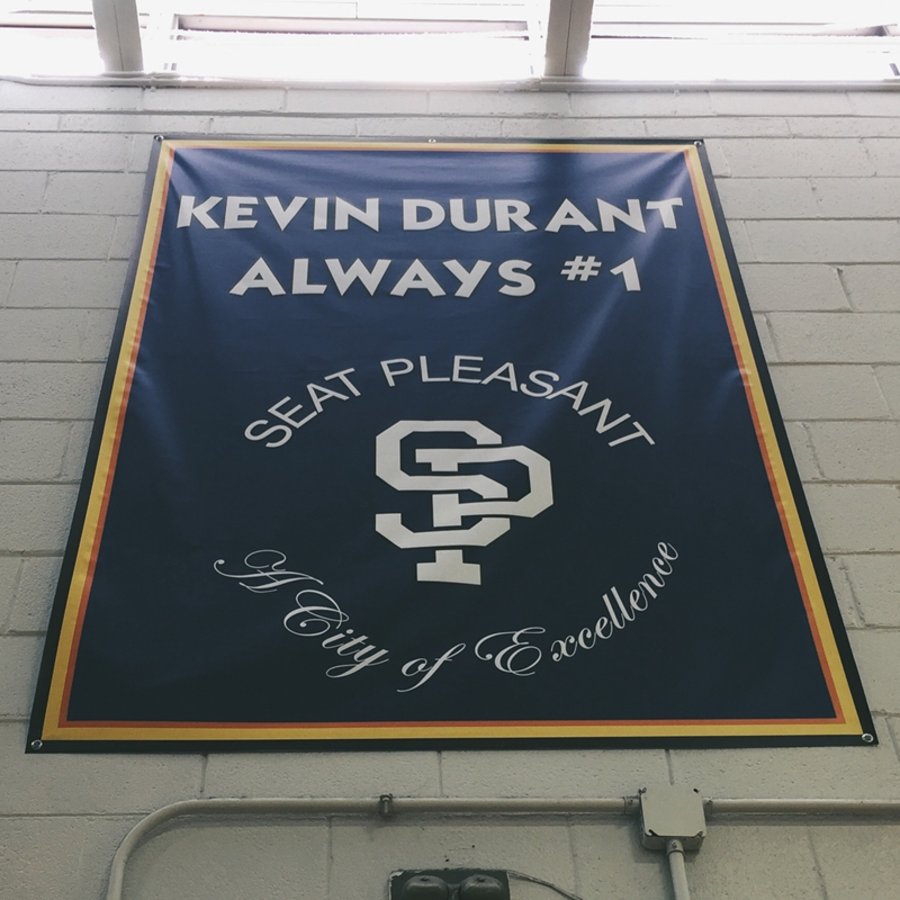 KEVIN DURANT
ALWAYS #1
SEAT PLEASANT
SP
A City of Excellence